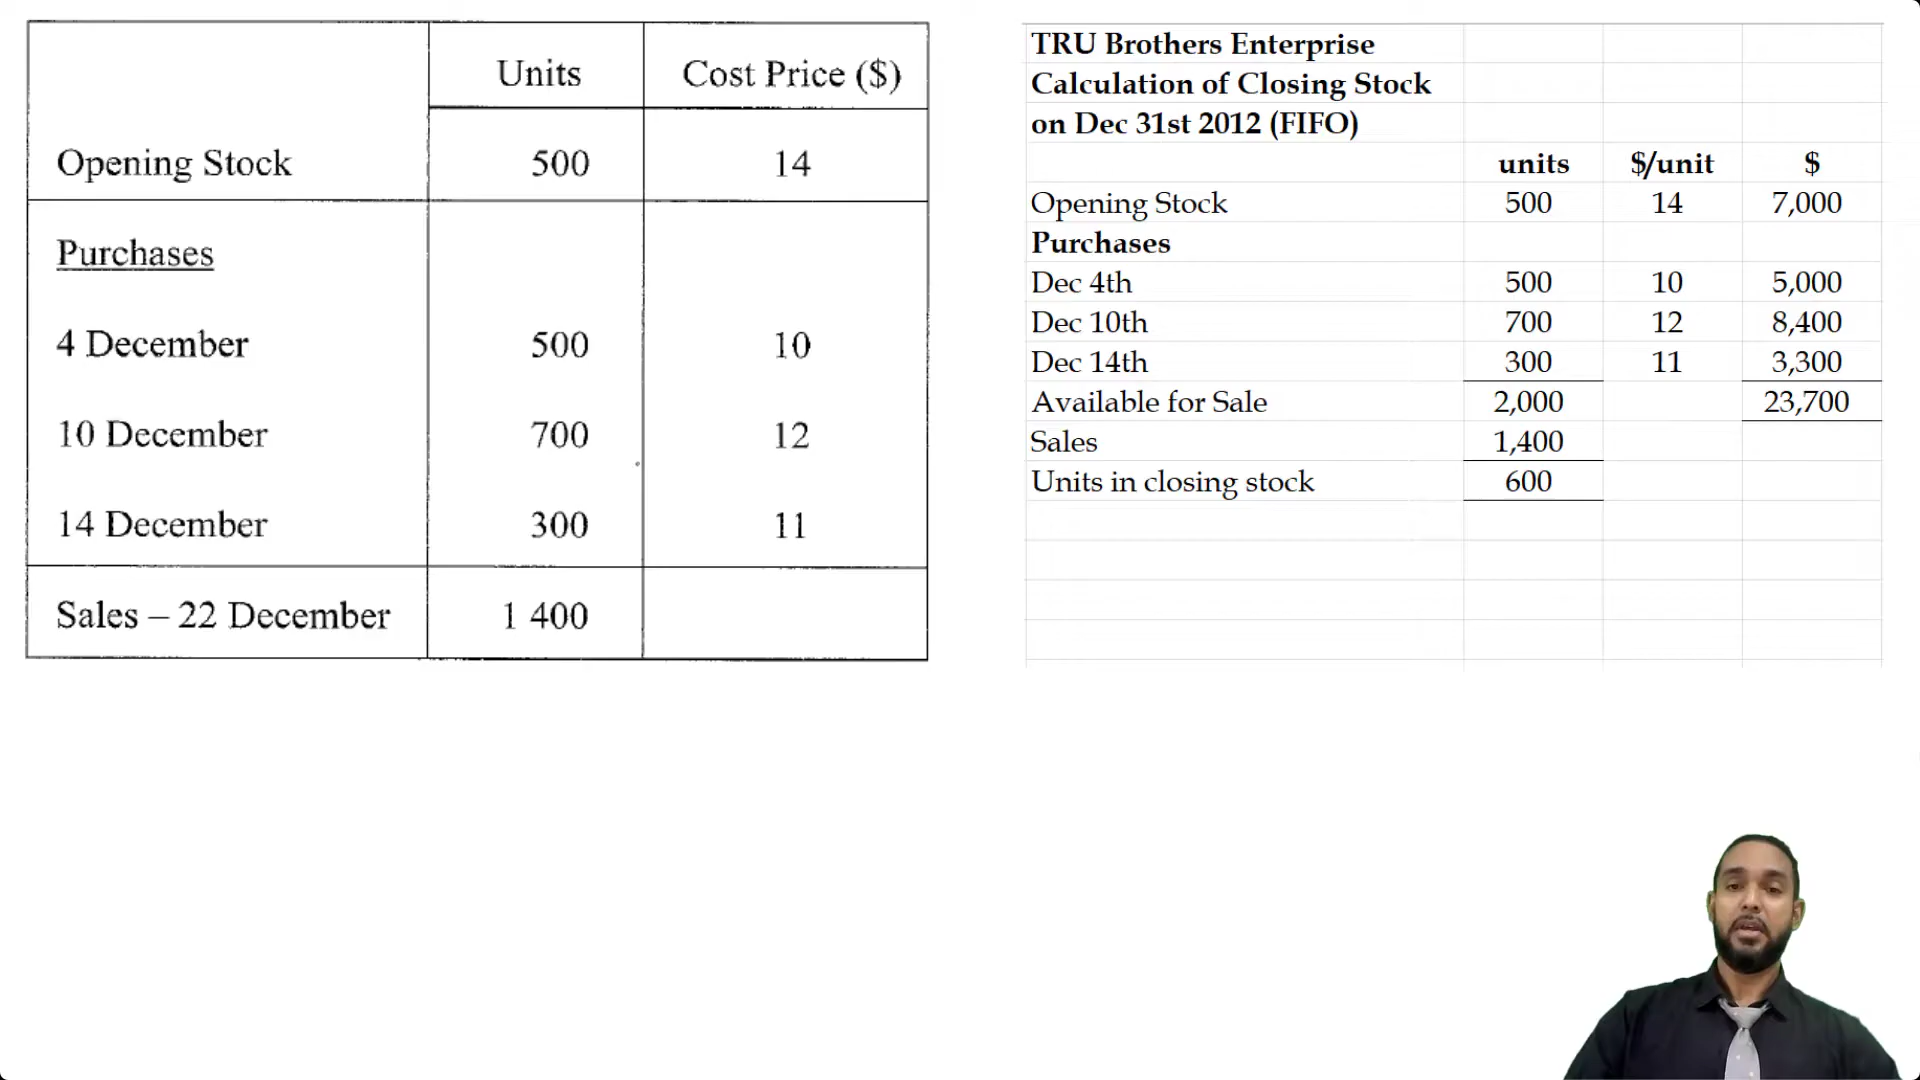 Units Cost Price ($)
Opening Stock 500 14
Purchases
4 December 500 10
10 December 700 12
14 December 300 11
Sales – 22 December 1 400
TRU Brothers Enterprise
Calculation of Closing Stock
on Dec 31st 2012 (FIFO)
units $/unit $
Opening Stock 500 14 7,000
Purchases
Dec 4th 500 10 5,000
Dec 10th 700 12 8,400
Dec 14th 300 11 3,300
Available for Sale 2,000 23,700
Sales 1,400
Units in closing stock 600